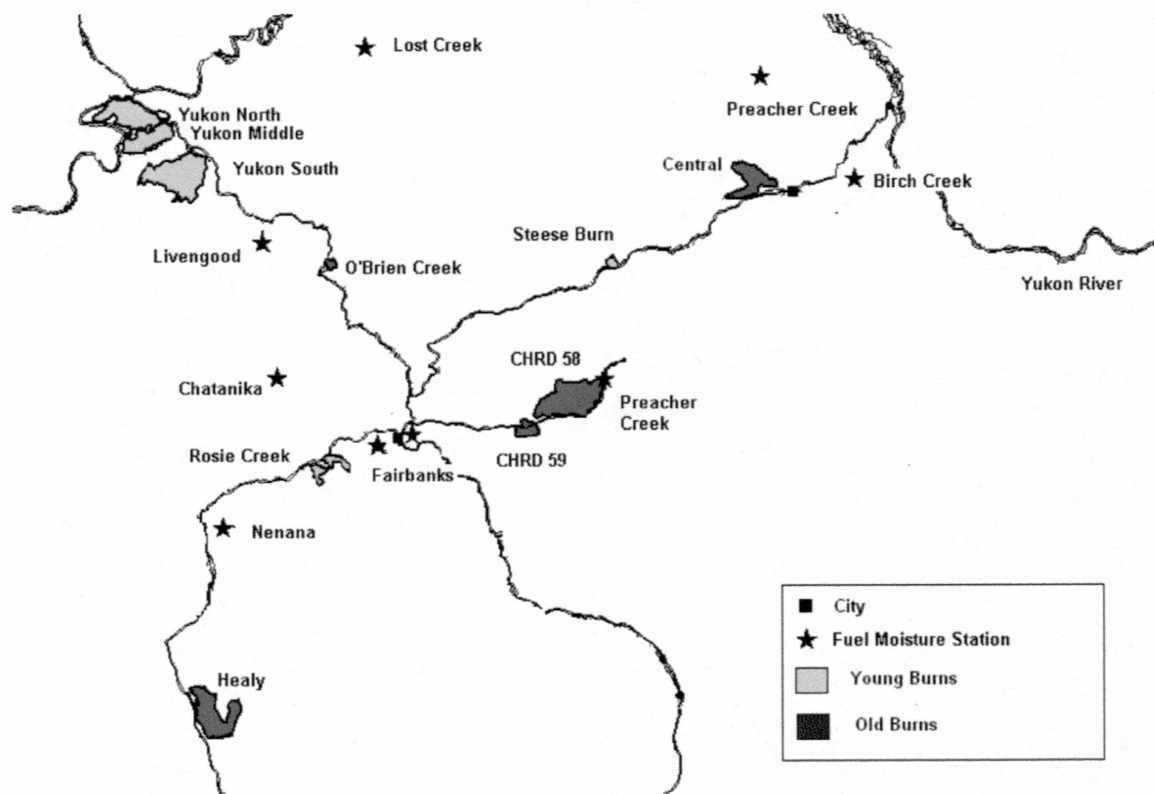 Lost Creek
Preacher Creek
Yukon North
Yukon Middle
Yukon South
Central
Birch Creek
Steese Burn
Livengood
O'Brien Creek
Yukon River
CHRD 58
Chatanika
Preacher
Creek
Rosie Creek
CHRD 59
Fairbanks
Nenana
City
Fuel Moisture Station
Young Burns
Old Burns
Healy